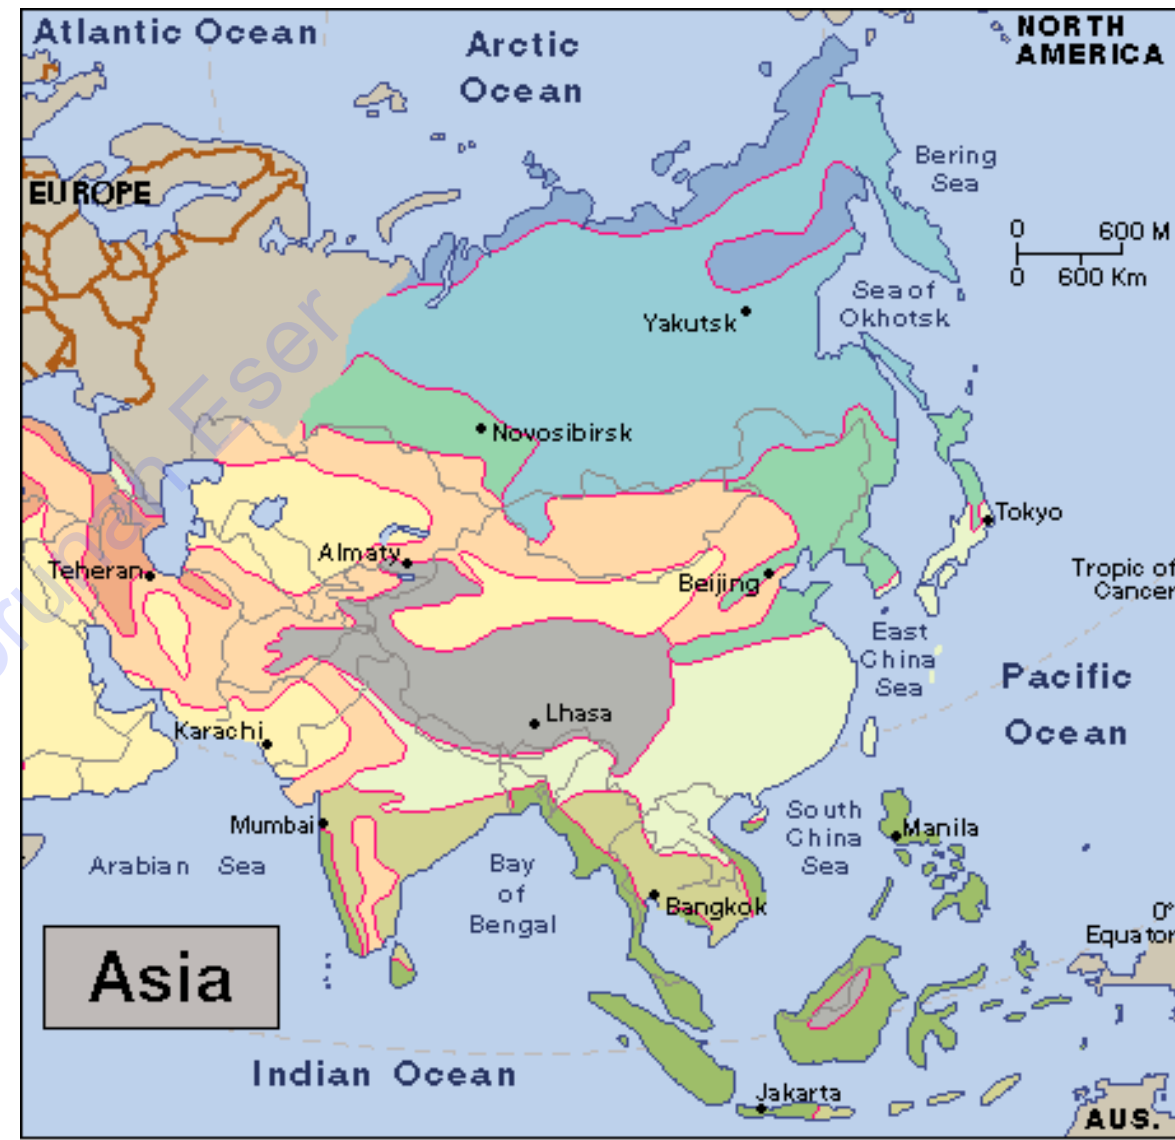 Atlantic Ocean
Arctic
Ocean
NORTH
AMERICA
EUROPE
Bering
Sea
0 600 M
0 600 Km
Sea of
Okhotsk
Yakutsk
Novosibirsk
Tokyo
Almaty
Teheran
Beijing
Tropic of
Cancer
East
China
Sea
Pacific
Ocean
Lhasa
Karachi
South
China
Sea
Mumbai
Manila
Arabian Sea
Bay
of
Bengal
Bangkok
0°
Equator
Asia
Indian Ocean
Jakarta
AUS.
Eser